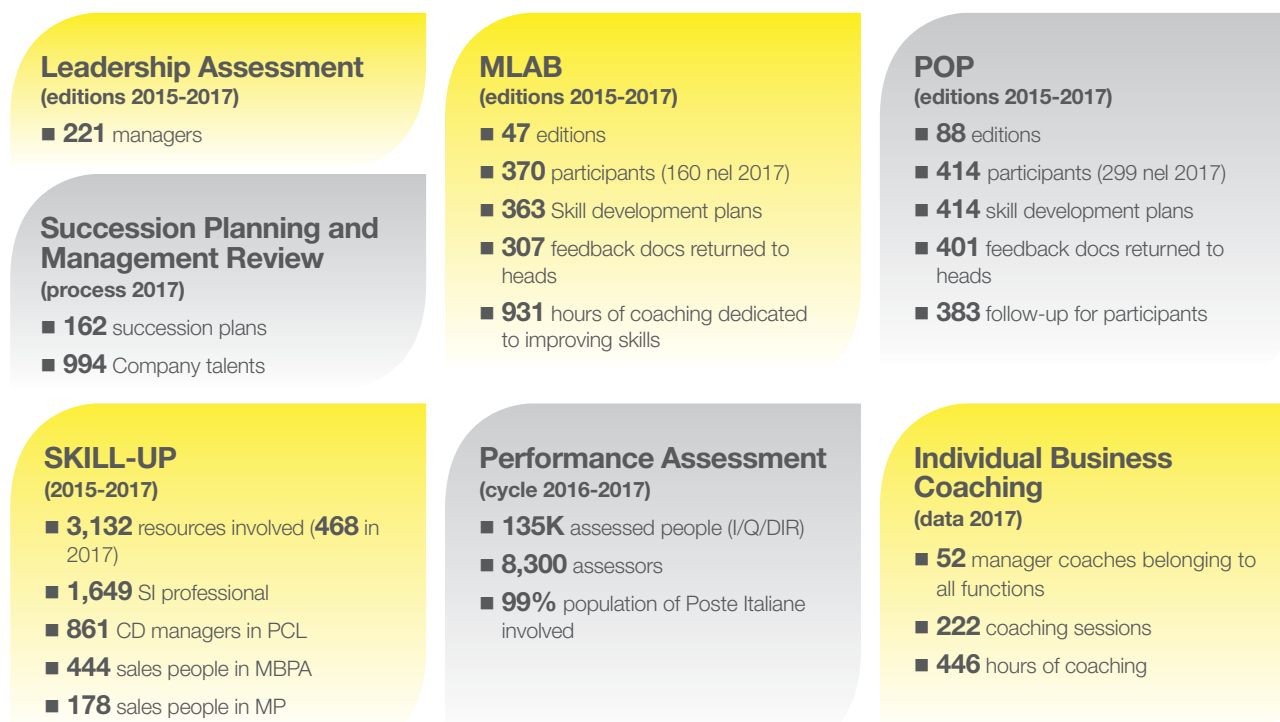 Leadership Assessment
(editions 2015-2017)
■ 221 managers
Succession Planning and
Management Review
(process 2017)
■ 162 succession plans
■ 994 Company talents
MLAB
(editions 2015-2017)
■ 47 editions
■ 370 participants (160 nel 2017)
■ 363 Skill development plans
■ 307 feedback docs returned to
heads
■ 931 hours of coaching dedicated
to improving skills
POP
(editions 2015-2017)
■ 88 editions
■ 414 participants (299 nel 2017)
■ 414 skill development plans
■ 401 feedback docs returned to
heads
■ 383 follow-up for participants
SKILL-UP
(2015-2017)
■ 3,132 resources involved (468 in
2017)
■ 1,649 SI professional
■ 861 CD managers in PCL
■ 444 sales people in MBPA
■ 178 sales people in MP
Performance Assessment
(cycle 2016-2017)
■ 135K assessed people (I/Q/DIR)
■ 8,300 assessors
■ 99% population of Poste Italiane
involved
Individual Business
Coaching
(data 2017)
■ 52 manager coaches belonging to
all functions
■ 222 coaching sessions
■ 446 hours of coaching